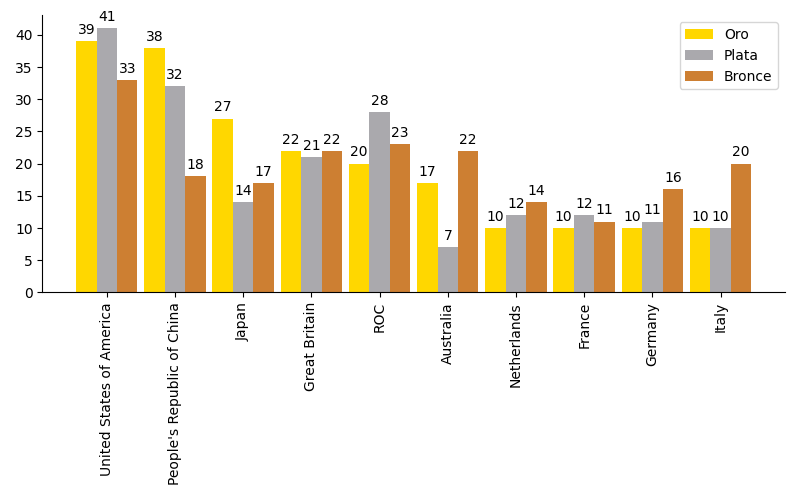 Oro
Plata
Bronce
40
35
30
25
20
15
10
5
0
39 41 33
38 32 18
27 14 17
22 21 22
20 28 23
17 7 22
10 12 14
10 12 11
10 11 16
10 10 20
United States of America
People's Republic of China
Japan
Great Britain
ROC
Australia
Netherlands
France
Germany
Italy